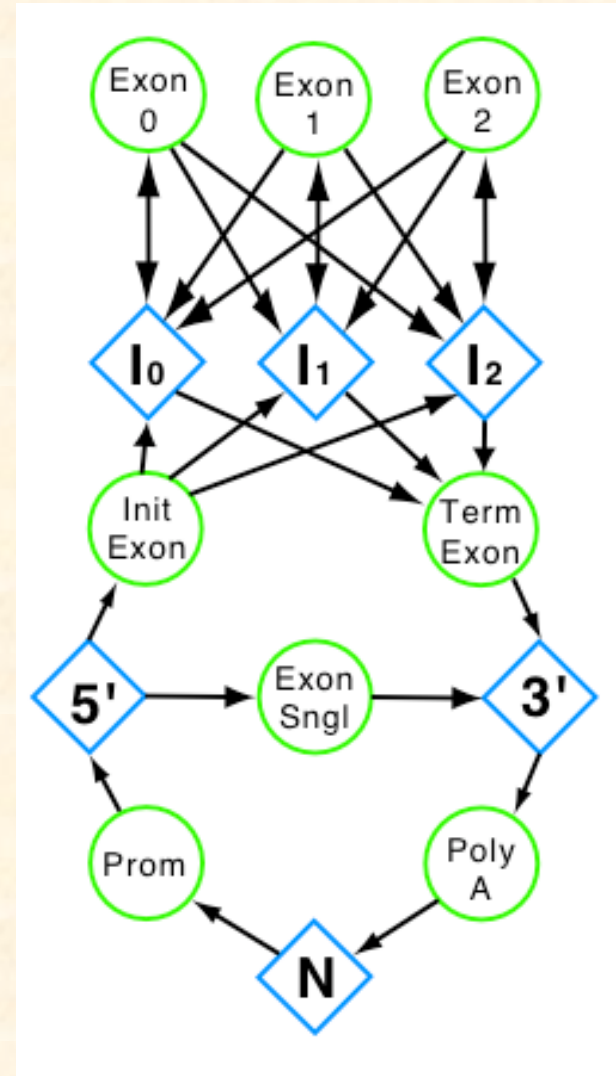 Exon
0
Exon
1
Exon
2
I0
I1
I2
Init
Exon
Term
Exon
5'
Exon
Sngl
3'
Prom
Poly
A
N